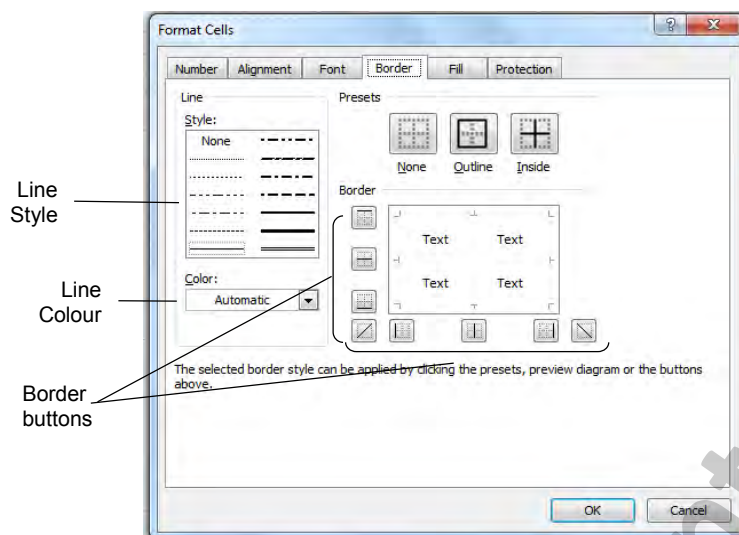 Format Cells
Number Alignment Font Border Fill Protection
Line
Style:
None
Color:
Automatic
Presets
None Outline Inside
Border
Text Text
Text Text
The selected border style can be applied by clicking the presets, preview diagram or the buttons
above.
OK Cancel
Line
Style
Line
Colour
Border
buttons